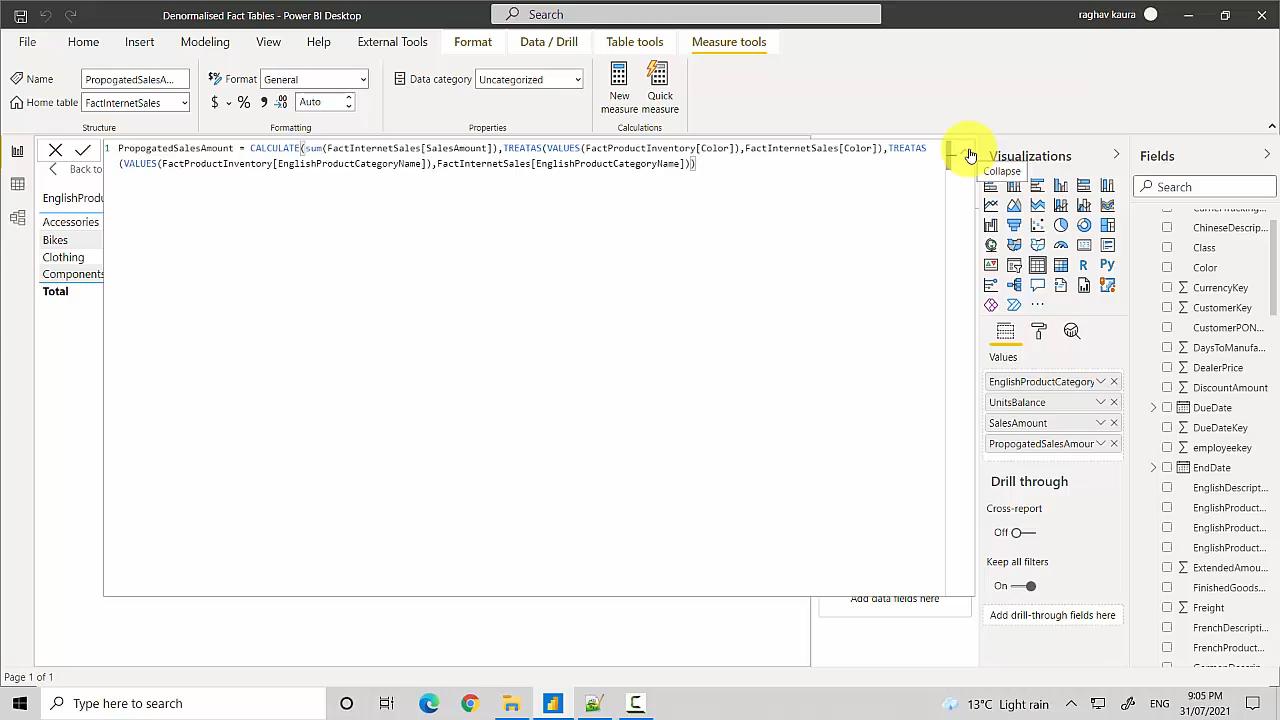 Denormalised Fact Tables - Power BI Desktop
Search
raghav kaura
File Home Insert Modeling View Help External Tools Format Data / Drill Table tools Measure tools
Name PropogatedSalesA... Format General Data category Uncategorized New measure Quick measure
Home table FactInternetSales $ % Auto
Structure Formatting Properties Calculations
1 PropogatedSalesAmount = CALCULATE(sum(FactInternetSales[SalesAmount]),TREATAS(VALUES(FactProductInventory[Color]),FactInternetSales[Color]),TREATAS
(VALUES(FactProductInventory[EnglishProductCategoryName]),FactInternetSales[EnglishProductCategoryName]))
Back to
EnglishProdu
Accessories
Bikes
Clothing
Components
Total
Collapse
Add data fields here
Visualizations
R Py
...
Values
EnglishProductCategory
UnitsBalance
SalesAmount
PropogatedSalesAmour
Drill through
Cross-report
Off
Keep all filters
On
Add drill-through fields here
Fields
Search
ChineseDescrip...
Class
Color
CurrencyKey
CustomerKey
CustomerPON...
DaysToManufa...
DealerPrice
DiscountAmount
DueDate
DueDateKey
employeekey
EndDate
EnglishDescript...
EnglishProduct...
EnglishProduct...
EnglishProduct...
ExtendedAmou...
FinishedGoods...
Freight
FrenchDescripti...
FrenchProduct...
Page 1 of 1
Type here to search
13°C Light rain
ENG
9:05 PM
31/07/2021